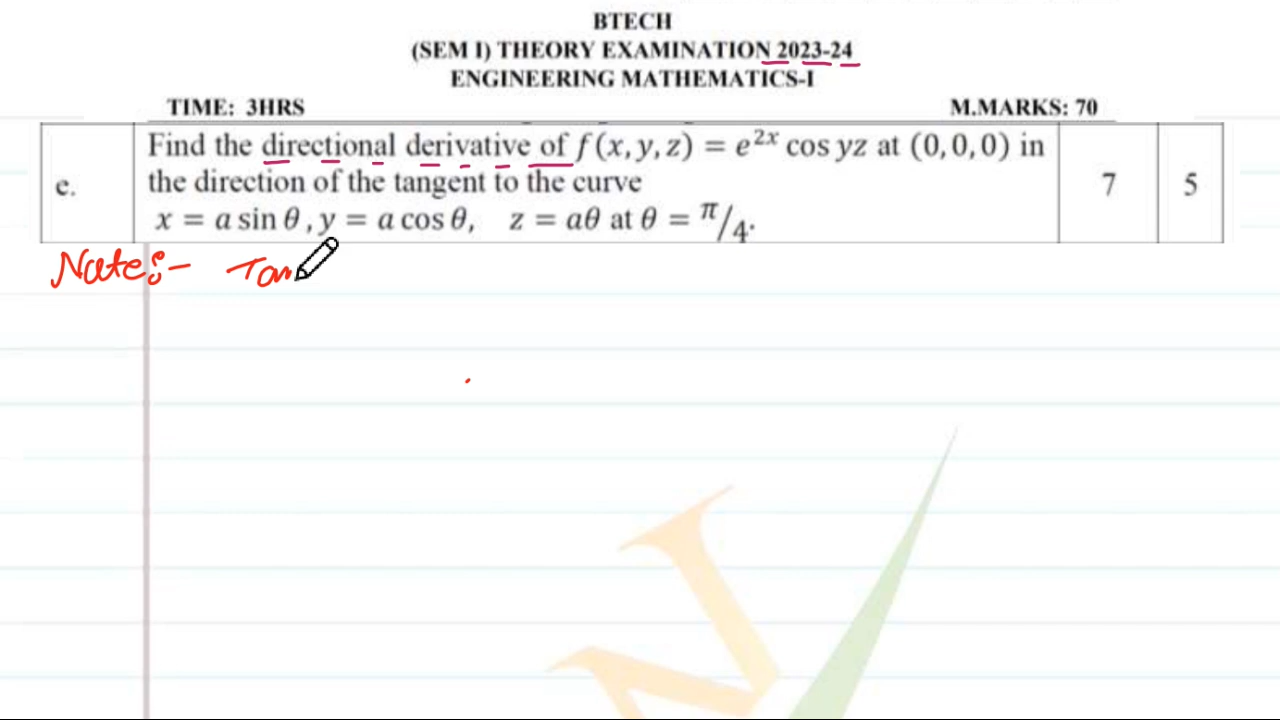 BTECH
(SEM I) THEORY EXAMINATION 2023-24
ENGINEERING MATHEMATICS-I
TIME: 3HRS M.MARKS: 70
e. Find the directional derivative of f(x, y, z) = e^{2x} cos yz at (0, 0, 0) in
the direction of the tangent to the curve 7 5
x = a sin θ , y = a cos θ, z = aθ at θ = π/4.
Note:- Tan